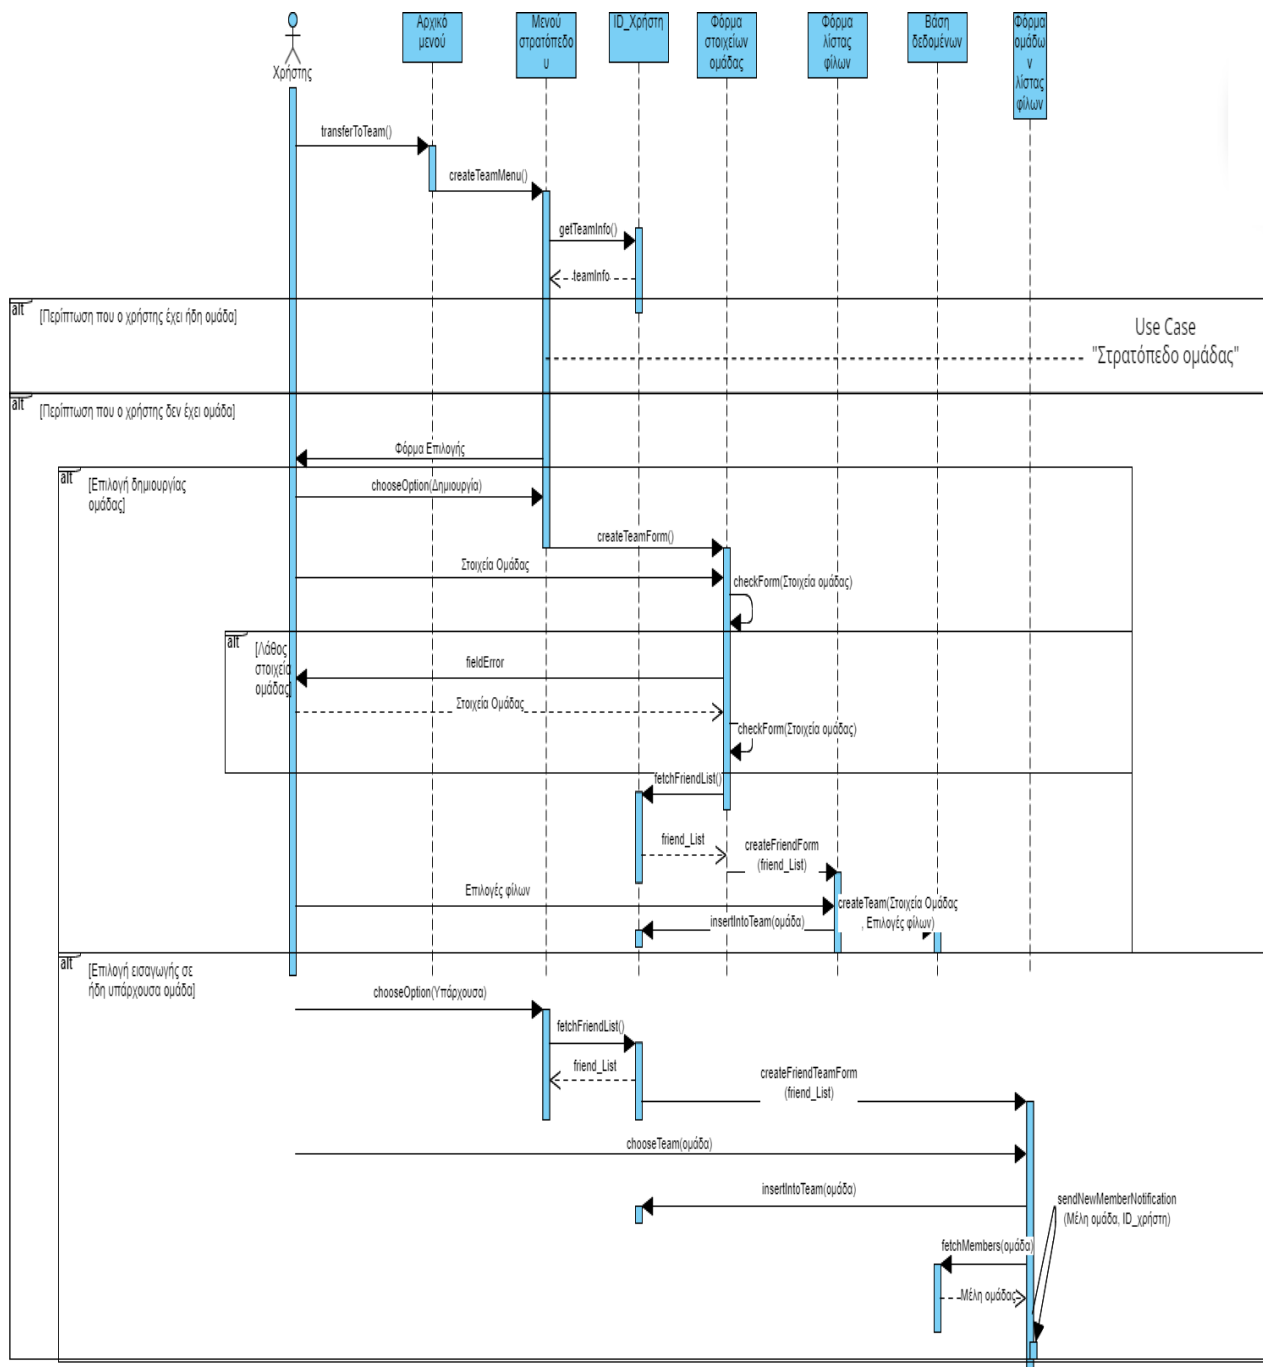 Χρήστης
Αρχικό
μενού
Μενού
στρατόπεδο
υ
ID_Χρήστη
Φόρμα
στοιχείων
ομάδας
Φόρμα
λίστας
φίλων
Βάση
δεδομένων
Φόρμα
ομάδω
ν
λίστας
φίλων
transferToTeam()
createTeamMenu()
getTeamInfo()
teamInfo
alt
[Περίπτωση που ο χρήστης έχει ήδη ομάδα]
Use Case
"Στρατόπεδο ομάδας"
alt
[Περίπτωση που ο χρήστης δεν έχει ομάδα]
Φόρμα Επιλογής
alt
[Επιλογή δημιουργίας
ομάδας]
chooseOption(Δημιουργία)
createTeamForm()
Στοιχεία Ομάδας
checkForm(Στοιχεία ομάδας)
alt
[Λάθος
στοιχεία
ομάδας]
fieldError
Στοιχεία Ομάδας
checkForm(Στοιχεία ομάδας)
fetchFriendList()
friend_List
createFriendForm
(friend_List)
Επιλογές φίλων
createTeam(Στοιχεία Ομάδας
, Επιλογές φίλων)
insertIntoTeam(ομάδα)
alt
[Επιλογή εισαγωγής σε
ήδη υπάρχουσα ομάδα]
chooseOption(Υπάρχουσα)
fetchFriendList()
friend_List
createFriendTeamForm
(friend_List)
chooseTeam(ομάδα)
insertIntoTeam(ομάδα)
sendNewMemberNotification
(Μέλη ομάδα, ID_χρήστη)
fetchMembers(ομάδα)
Μέλη ομάδας